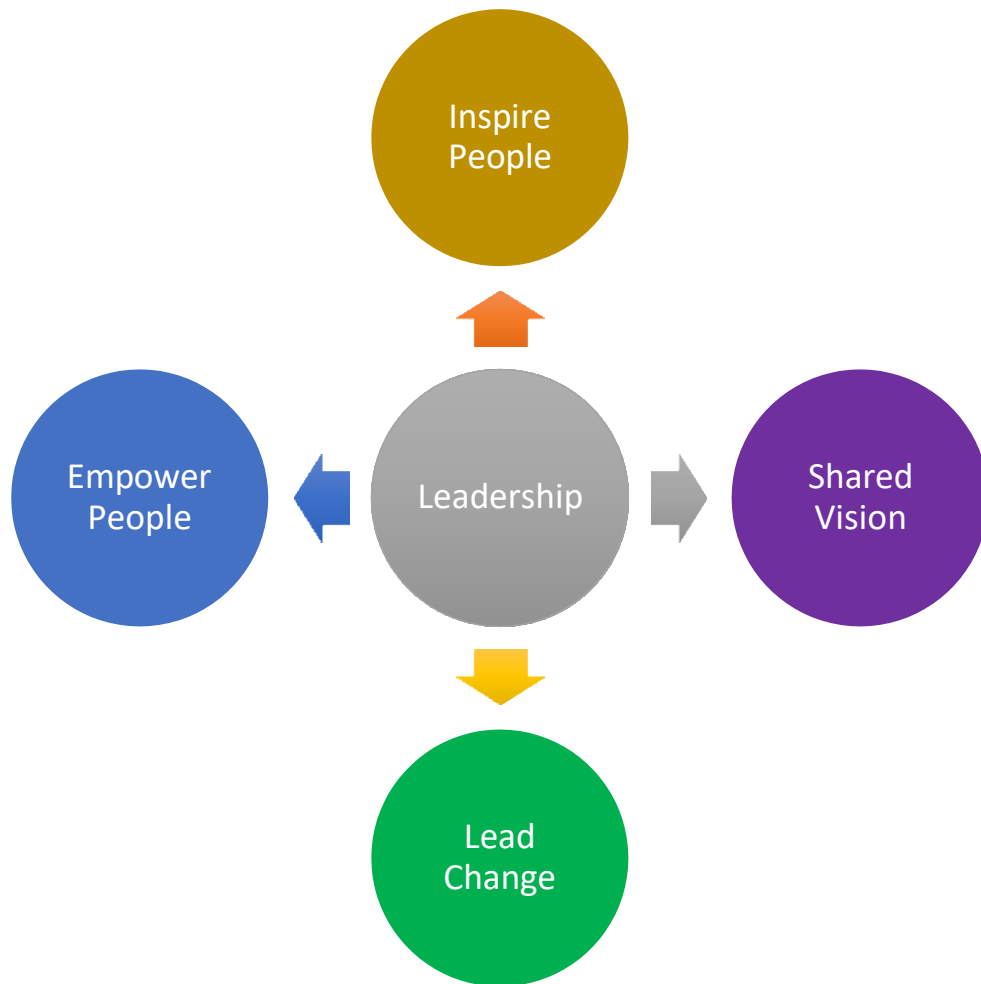 Inspire
People
Empower
People
Leadership
Shared
Vision
Lead
Change